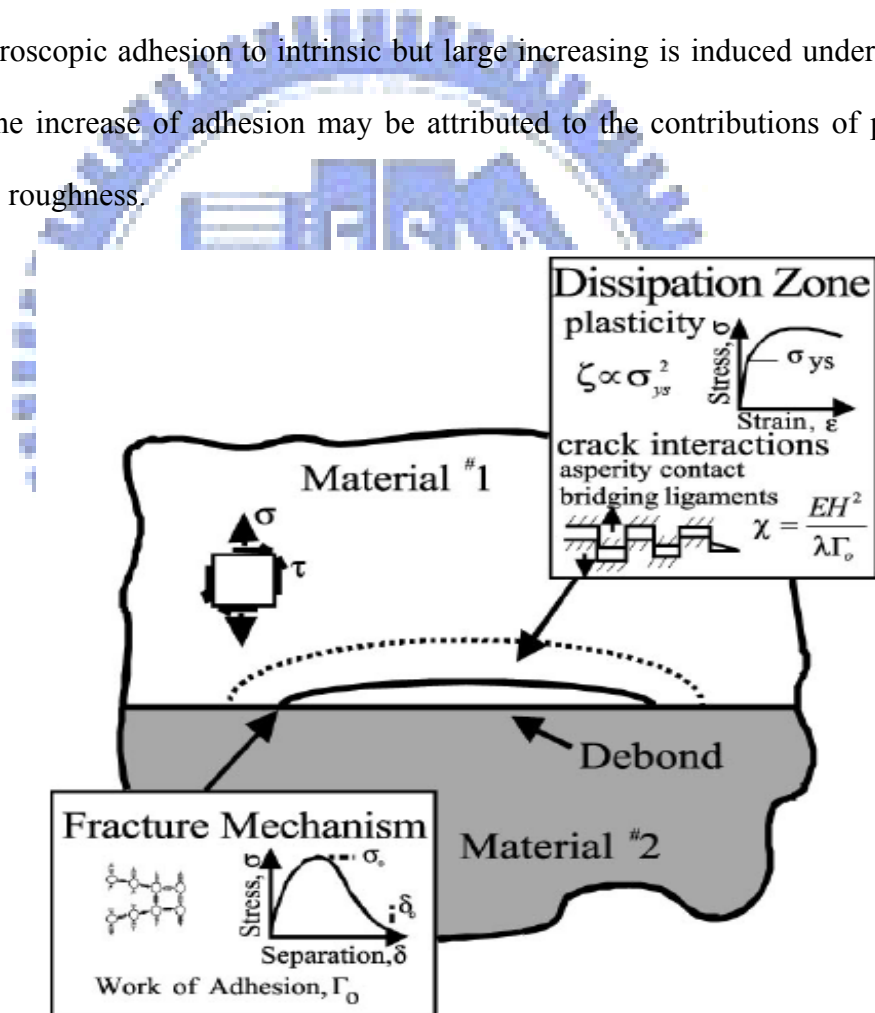 roscopic adhesion to intrinsic but large increasing is induced under
ne increase of adhesion may be attributed to the contributions of p
roughness.
Dissipation Zone
plasticity
ζ∝σys²
Stress, σ
σys
Strain, ε
crack interactions
asperity contact
bridging ligaments
χ = EH²/λΓo
Material #1
σ
τ
Debond
Fracture Mechanism
Stress, σ
σo
δo
Separation,δ
Work of Adhesion, Γo
Material #2